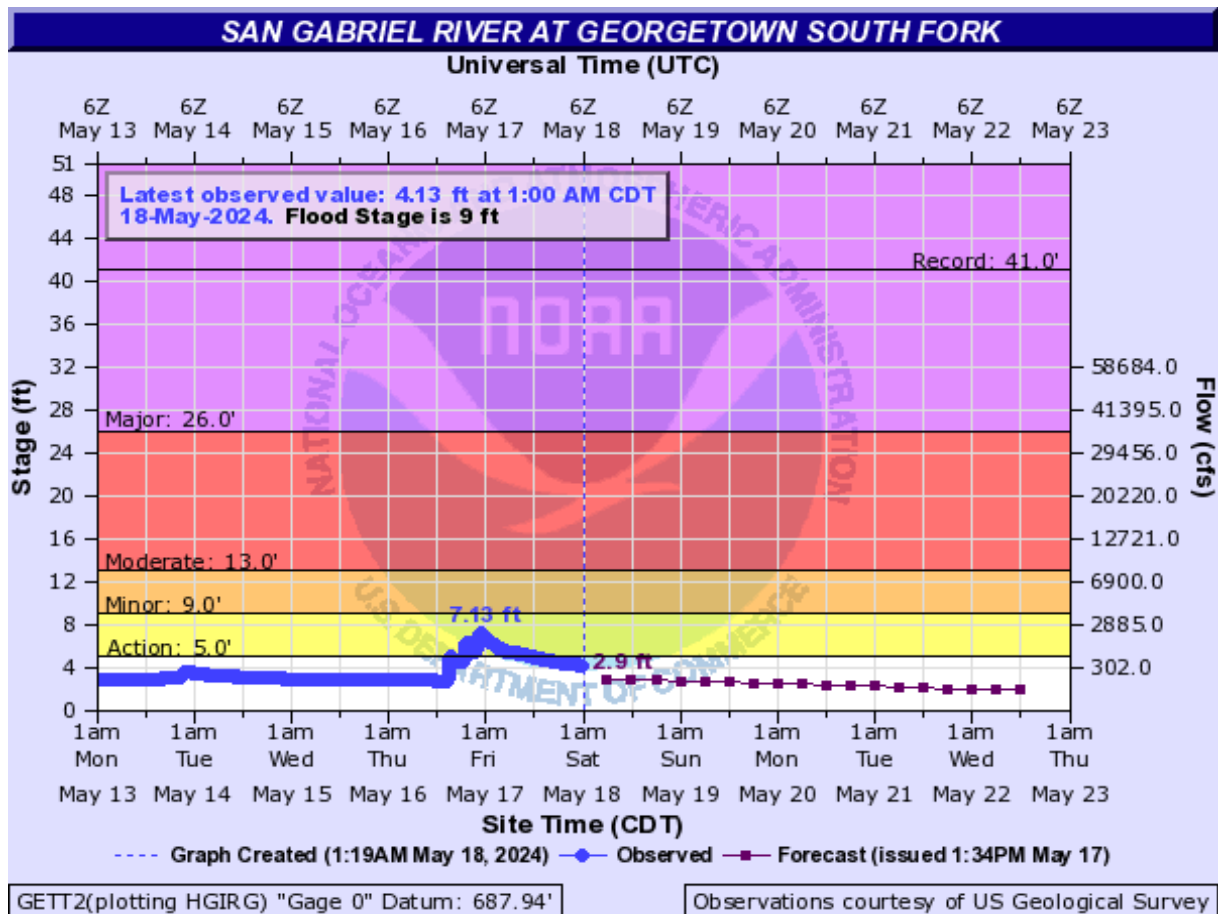 SAN GABRIEL RIVER AT GEORGETOWN SOUTH FORK
Universal Time (UTC)
6Z 6Z 6Z 6Z 6Z 6Z 6Z 6Z 6Z 6Z 6Z
May 13 May 14 May 15 May 16 May 17 May 18 May 19 May 20 May 21 May 22 May 23
Latest observed value: 4.13 ft at 1:00 AM CDT
18-May-2024. Flood Stage is 9 ft
NATIONAL OCEANIC AND ATMOSPHERIC ADMINISTRATION
NOAA
U.S. DEPARTMENT OF COMMERCE
Stage (ft)
51
48
44
40
36
32
28
24
20
16
12
8
4
0
Record: 41.0'
Major: 26.0'
Moderate: 13.0'
Minor: 9.0'
Action: 5.0'
7.13 ft
2.9 ft
58684.0
41395.0
29456.0
20220.0
12721.0
6900.0
2885.0
302.0
Flow (cfs)
1am 1am 1am 1am 1am 1am 1am 1am 1am 1am 1am
Mon Tue Wed Thu Fri Sat Sun Mon Tue Wed Thu
May 13 May 14 May 15 May 16 May 17 May 18 May 19 May 20 May 21 May 22 May 23
Site Time (CDT)
Graph Created (1:19AM May 18, 2024) Observed Forecast (issued 1:34PM May 17)
GETT2(plotting HGIRG) "Gage 0" Datum: 687.94'
Observations courtesy of US Geological Survey